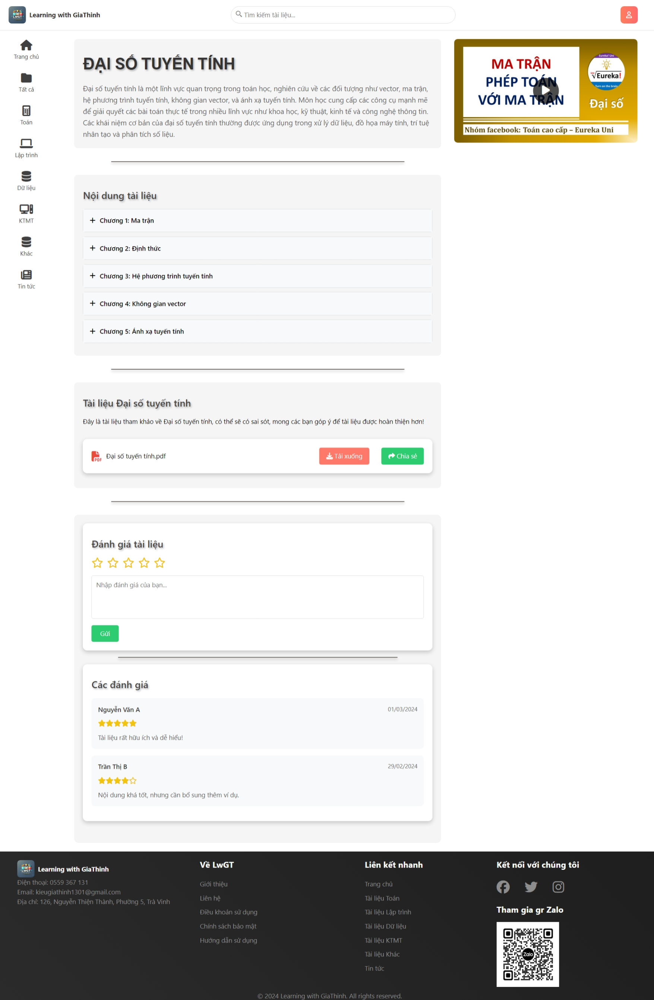 LWGT
Learning with GiaThinh
Tìm kiếm tài liệu...
Trang chủ
Tất cả
Toán
Lập trình
Dữ liệu
KTMT
Khác
Tin tức
ĐẠI SỐ TUYẾN TÍNH
Đại số tuyến tính là một lĩnh vực quan trọng trong toán học, nghiên cứu về các đối tượng như vector, ma trận,
hệ phương trình tuyến tính, không gian vector, và ánh xạ tuyến tính. Môn học cung cấp các công cụ mạnh mẽ
để giải quyết các bài toán thực tế trong nhiều lĩnh vực như khoa học, kỹ thuật, kinh tế và công nghệ thông tin.
Các khái niệm cơ bản của đại số tuyến tính thường được ứng dụng trong xử lý dữ liệu, đồ họa máy tính, trí tuệ
nhân tạo và phân tích số liệu.
MA TRẬN
PHÉP TOÁN
VỚI MA TRẬN
Eureka! Uni
Uni
√Eureka!
Turn on the brain
Đại số
Nhóm facebook: Toán cao cấp – Eureka Uni
Nội dung tài liệu
Chương 1: Ma trận
Chương 2: Định thức
Chương 3: Hệ phương trình tuyến tính
Chương 4: Không gian vector
Chương 5: Ánh xạ tuyến tính
Tài liệu Đại số tuyến tính
Đây là tài liệu tham khảo về Đại số tuyến tính, có thể sẽ có sai sót, mong các bạn góp ý để tài liệu được hoàn thiện hơn!
PDF
Đại số tuyến tính.pdf
Tải xuống
Chia sẻ
Đánh giá tài liệu
Nhập đánh giá của bạn...
Gửi
Các đánh giá
Nguyễn Văn A
01/03/2024
Tài liệu rất hữu ích và dễ hiểu!
Trần Thị B
29/02/2024
Nội dung khá tốt, nhưng cần bổ sung thêm ví dụ.
LWGT
Learning with GiaThinh
Điện thoại: 0559 367 131
Email: kieugiathinh1301@gmail.com
Địa chỉ: 126, Nguyễn Thiện Thành, Phường 5, Trà Vinh
Về LwGT
Giới thiệu
Liên hệ
Điều khoản sử dụng
Chính sách bảo mật
Hướng dẫn sử dụng
Liên kết nhanh
Trang chủ
Tài liệu Toán
Tài liệu Lập trình
Tài liệu Dữ liệu
Tài liệu KTMT
Tài liệu Khác
Tin tức
Kết nối với chúng tôi
Tham gia gr Zalo
Zalo
© 2024 Learning with GiaThinh. All rights reserved.